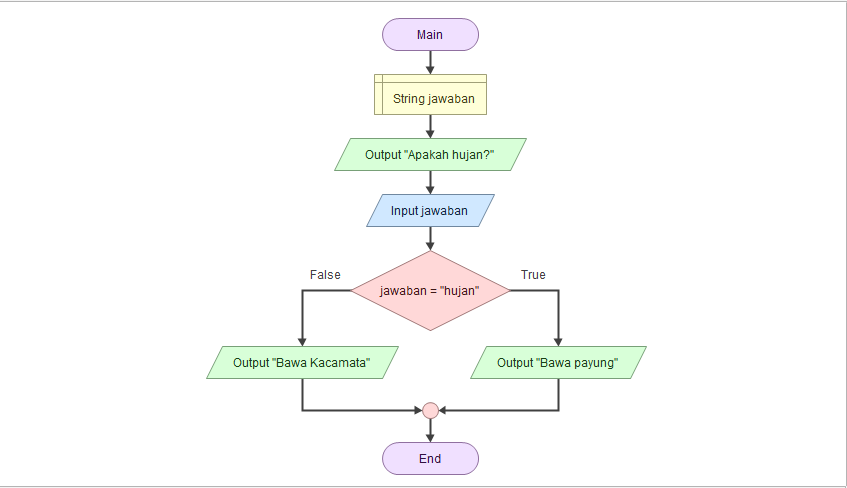 Main
String jawaban
Output "Apakah hujan?"
Input jawaban
False
True
jawaban = "hujan"
Output "Bawa Kacamata"
Output "Bawa payung"
End